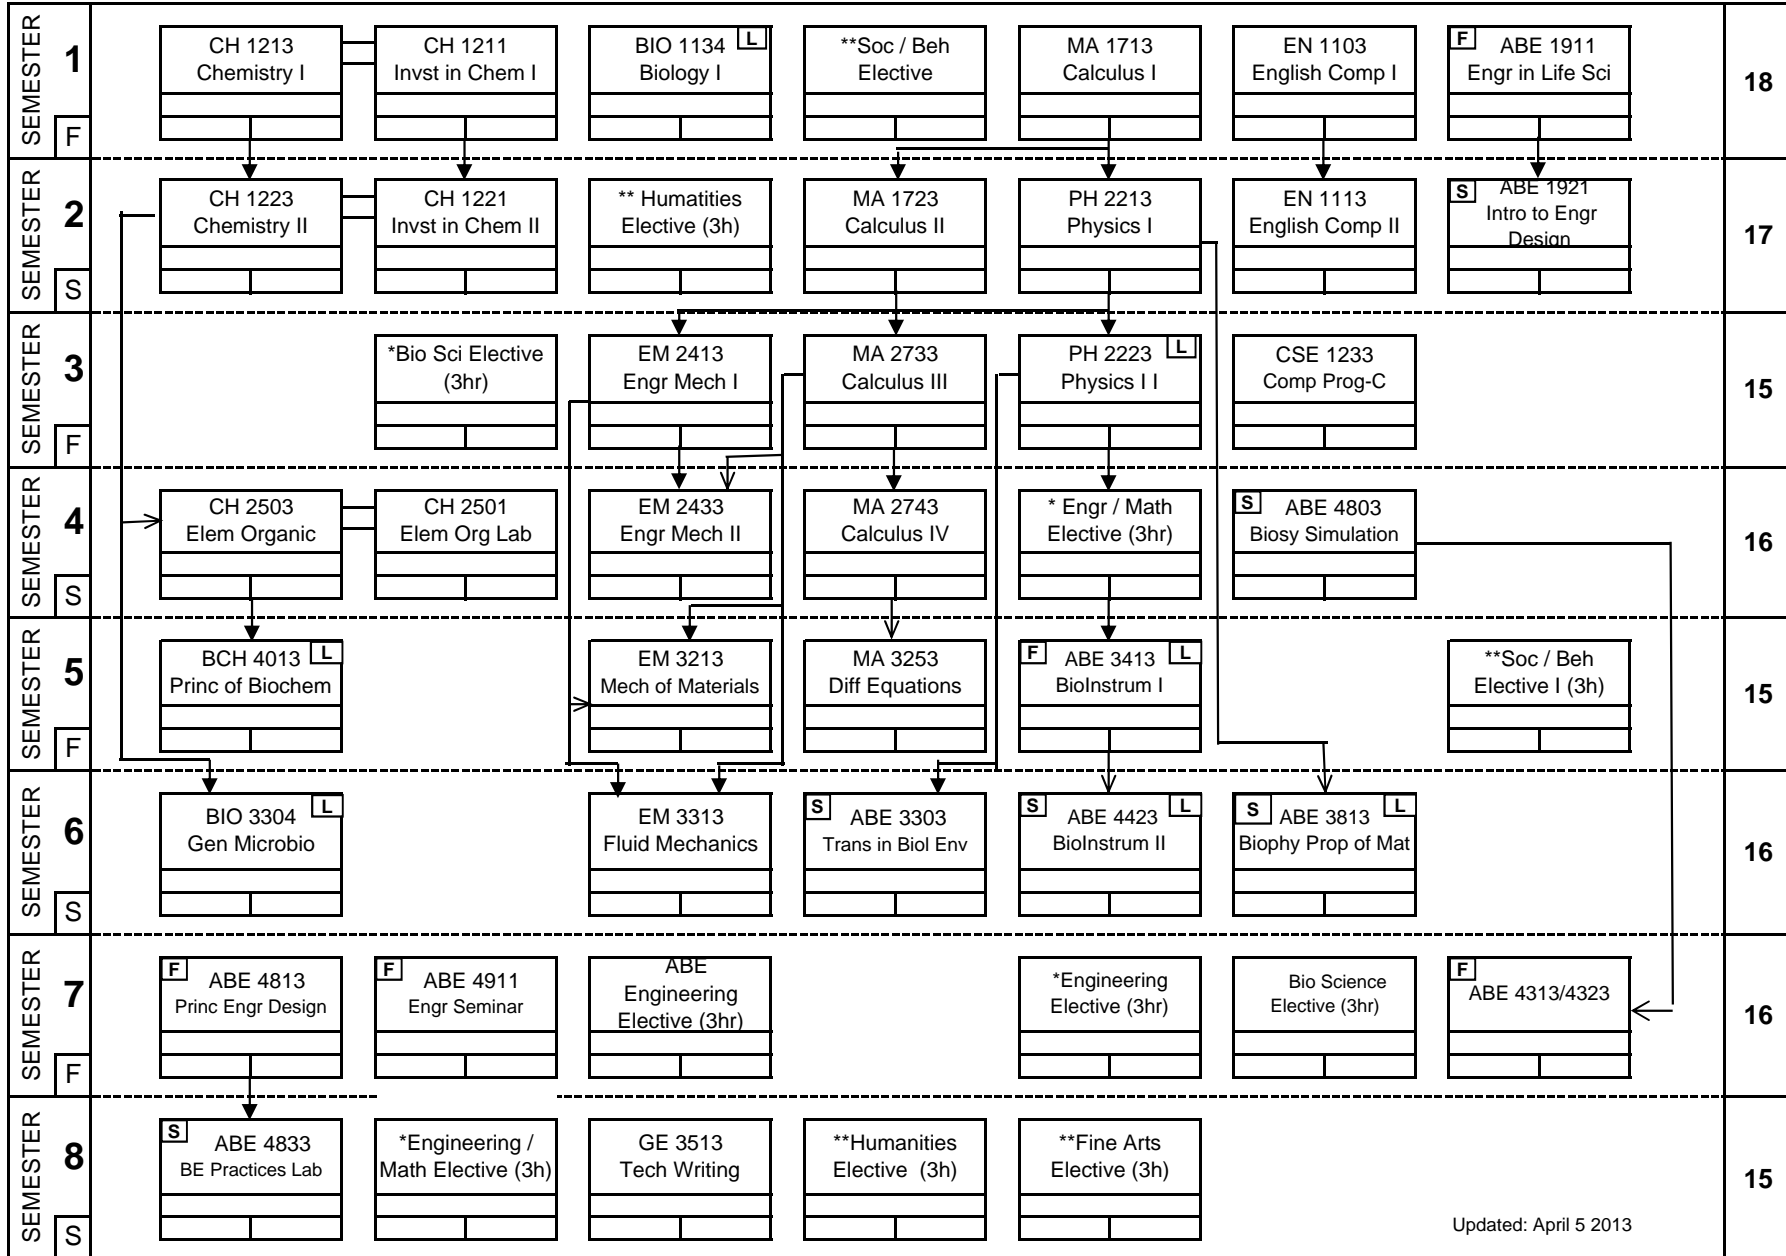 SEMESTER
1
F
CH 1213
Chemistry I
CH 1211
Invst in Chem I
BIO 1134
L
Biology I
**Soc / Beh
Elective
MA 1713
Calculus I
EN 1103
English Comp I
F
ABE 1911
Engr in Life Sci
18
SEMESTER
2
S
CH 1223
Chemistry II
CH 1221
Invst in Chem II
** Humatities
Elective (3h)
MA 1723
Calculus II
PH 2213
Physics I
EN 1113
English Comp II
S
ABE 1921
Intro to Engr
Design
17
SEMESTER
3
F
*Bio Sci Elective
(3hr)
EM 2413
Engr Mech I
MA 2733
Calculus III
PH 2223
L
Physics I I
CSE 1233
Comp Prog-C
15
SEMESTER
4
S
CH 2503
Elem Organic
CH 2501
Elem Org Lab
EM 2433
Engr Mech II
MA 2743
Calculus IV
* Engr / Math
Elective (3hr)
S
ABE 4803
Biosy Simulation
16
SEMESTER
5
F
BCH 4013
L
Princ of Biochem
EM 3213
Mech of Materials
MA 3253
Diff Equations
F
ABE 3413
L
BioInstrum I
**Soc / Beh
Elective I (3h)
15
SEMESTER
6
S
BIO 3304
L
Gen Microbio
EM 3313
Fluid Mechanics
S
ABE 3303
Trans in Biol Env
S
ABE 4423
L
BioInstrum II
S
ABE 3813
L
Biophy Prop of Mat
16
SEMESTER
7
F
F
ABE 4813
Princ Engr Design
F
ABE 4911
Engr Seminar
ABE
Engineering
Elective (3hr)
*Engineering
Elective (3hr)
Bio Science
Elective (3hr)
F
ABE 4313/4323
16
SEMESTER
8
S
S
ABE 4833
BE Practices Lab
*Engineering /
Math Elective (3h)
GE 3513
Tech Writing
**Humanities
Elective (3h)
**Fine Arts
Elective (3h)
15
Updated: April 5 2013